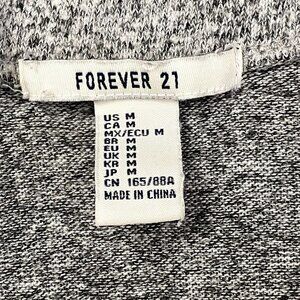 FOREVER 21
US M
CA M
MX/ECU M
BR M
EU M
UK M
KR M
JP M
CN 165/88A
MADE IN CHINA